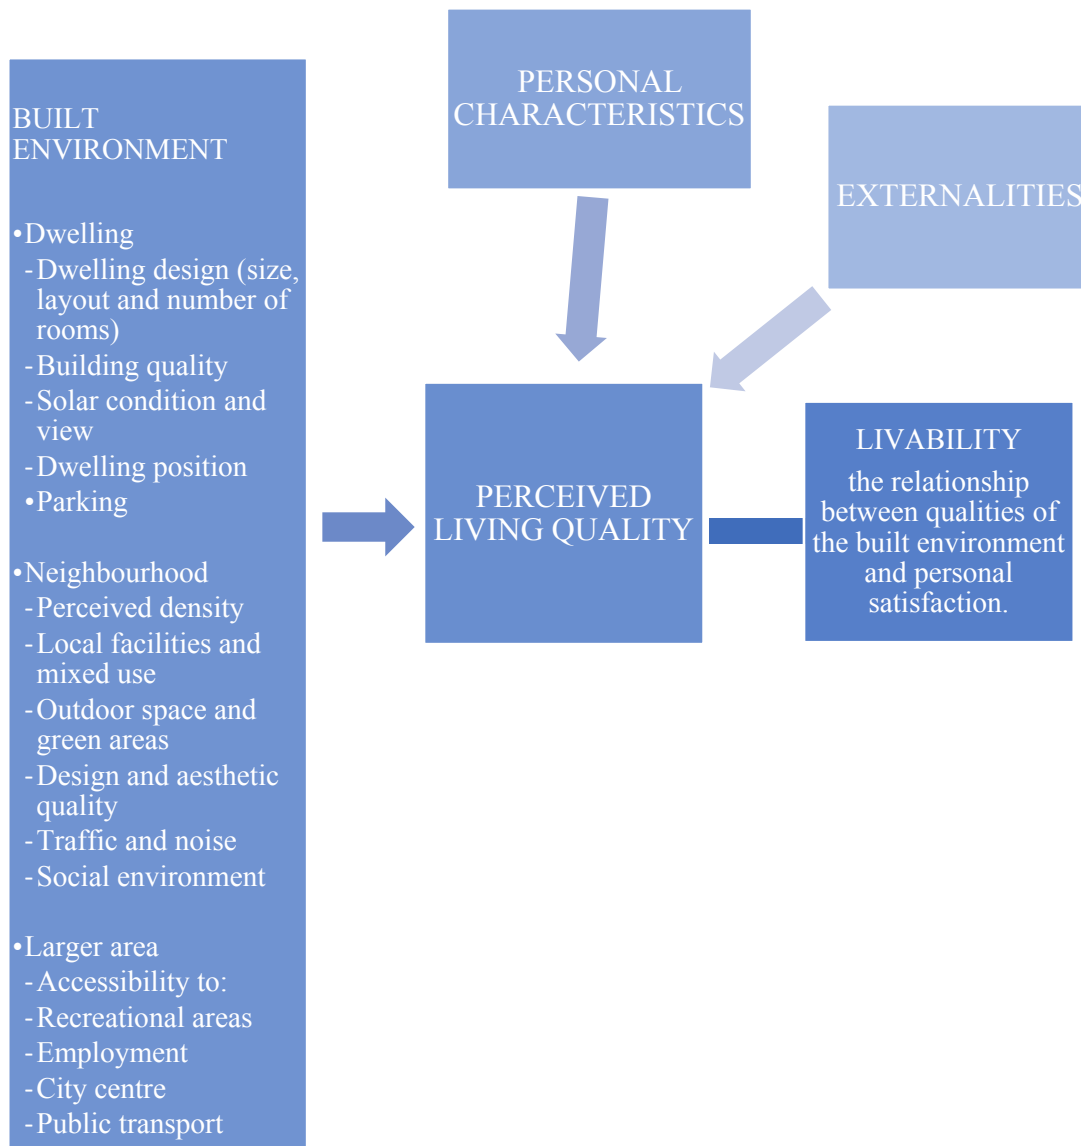 BUILT
ENVIRONMENT
•Dwelling
-Dwelling design (size,
layout and number of
rooms)
-Building quality
-Solar condition and
view
-Dwelling position
•Parking
•Neighbourhood
-Perceived density
-Local facilities and
mixed use
-Outdoor space and
green areas
-Design and aesthetic
quality
-Traffic and noise
-Social environment
•Larger area
-Accessibility to:
-Recreational areas
-Employment
-City centre
-Public transport
PERSONAL
CHARACTERISTICS
EXTERNALITIES
PERCEIVED
LIVING QUALITY
LIVABILITY
the relationship
between qualities of
the built environment
and personal
satisfaction.